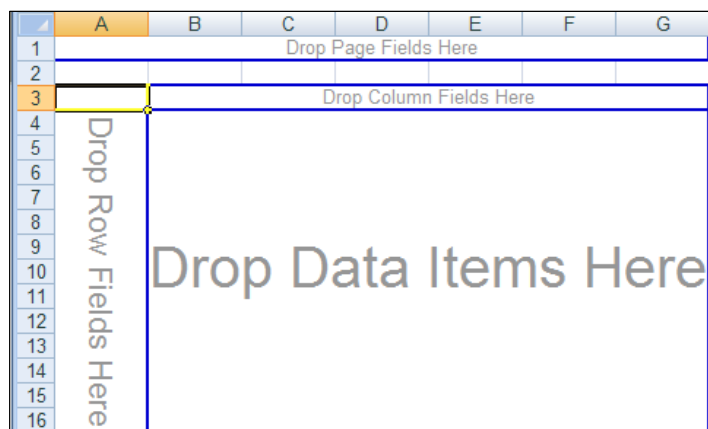 A B C D E F G
1 Drop Page Fields Here
2
3 Drop Column Fields Here
4
5
6
7
8
9
10
11
12
13
14
15
16
Drop Row Fields Here
Drop Data Items Here